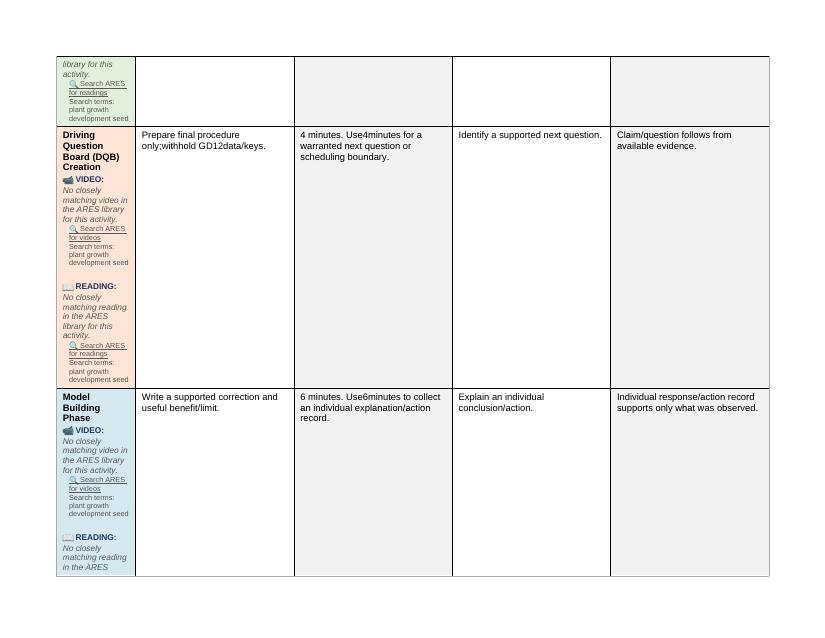 library for this
activity.
🔍 Search ARES
for readings
Search terms:
plant growth
development seed
Driving
Question
Board (DQB)
Creation
📹 VIDEO:
No closely
matching video in
the ARES library
for this activity.
🔍 Search ARES
for videos
Search terms:
plant growth
development seed
📖 READING:
No closely
matching reading
in the ARES
library for this
activity.
🔍 Search ARES
for readings
Search terms:
plant growth
development seed
Prepare final procedure
only;withhold GD12data/keys.
4 minutes. Use4minutes for a
warranted next question or
scheduling boundary.
Identify a supported next question.
Claim/question follows from
available evidence.
Model
Building
Phase
📹 VIDEO:
No closely
matching video in
the ARES library
for this activity.
🔍 Search ARES
for videos
Search terms:
plant growth
development seed
📖 READING:
No closely
matching reading
in the ARES
Write a supported correction and
useful benefit/limit.
6 minutes. Use6minutes to collect
an individual explanation/action
record.
Explain an individual
conclusion/action.
Individual response/action record
supports only what was observed.